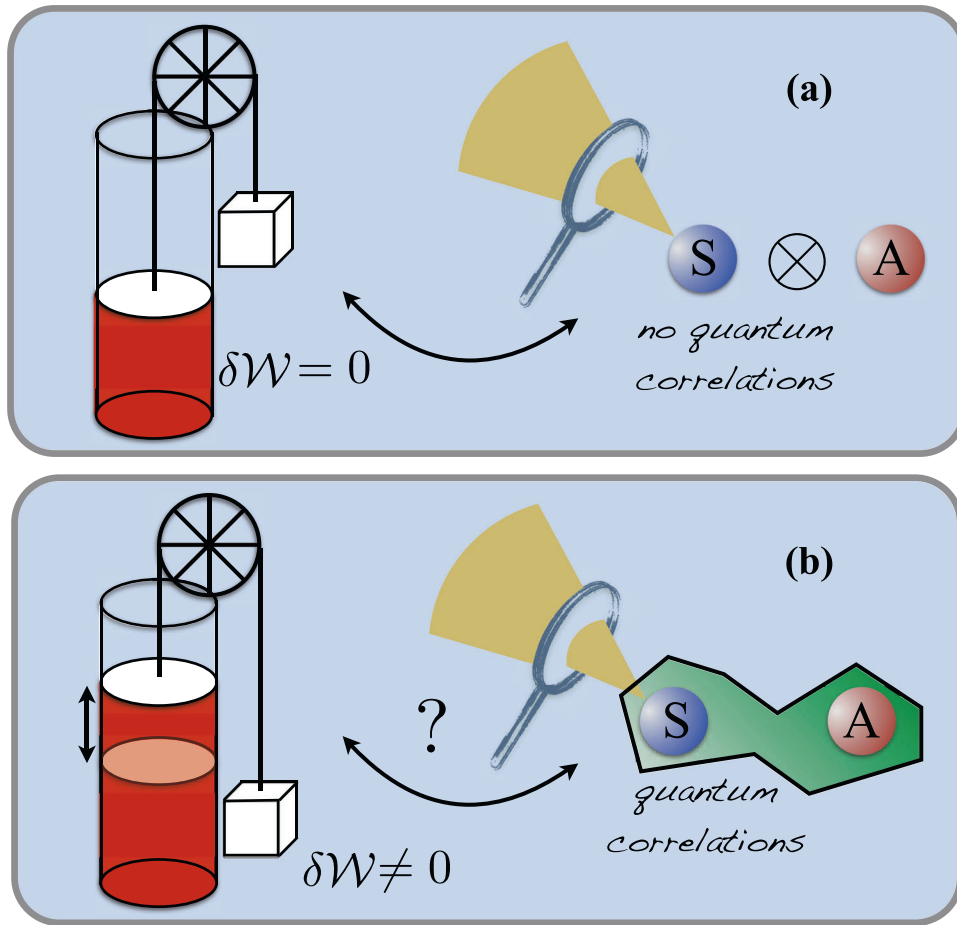 (a)
S ⊗ A
no quantum
correlations
δ𝒲 = 0
(b)
?
S A
quantum
correlations
δ𝒲 ≠ 0